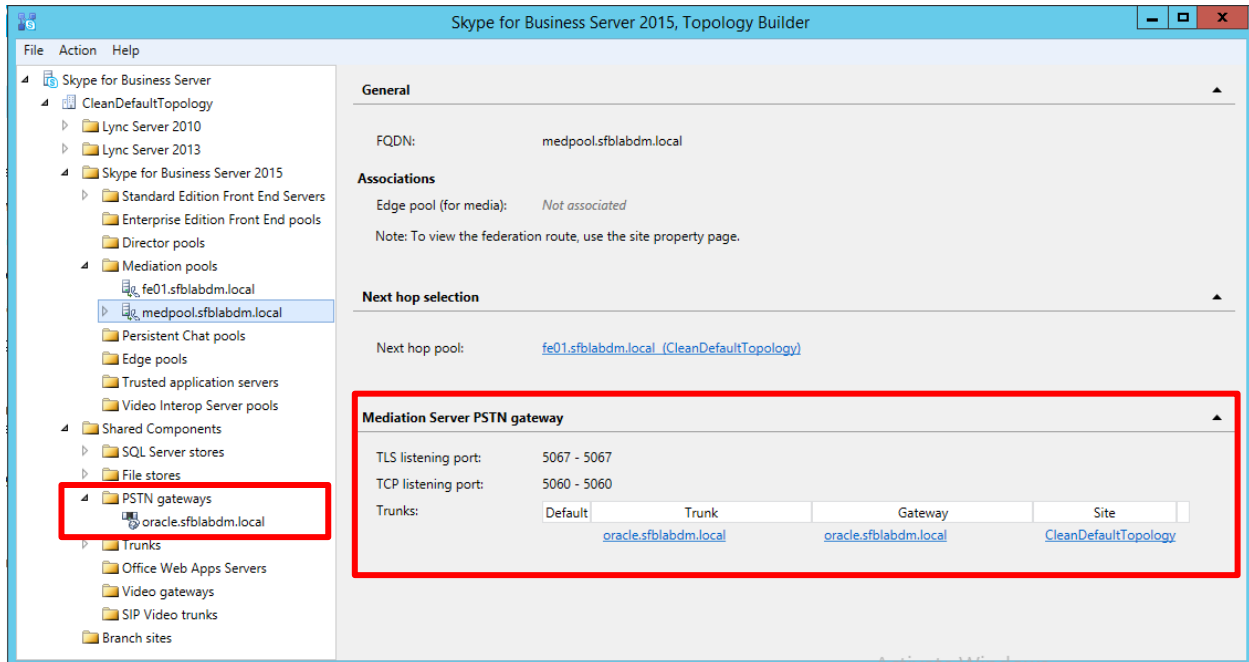 Skype for Business Server 2015, Topology Builder
File Action Help
Skype for Business Server
CleanDefaultTopology
Lync Server 2010
Lync Server 2013
Skype for Business Server 2015
Standard Edition Front End Servers
Enterprise Edition Front End pools
Director pools
Mediation pools
fe01.sfblabdm.local
medpool.sfblabdm.local
Persistent Chat pools
Edge pools
Trusted application servers
Video Interop Server pools
Shared Components
SQL Server stores
File stores
PSTN gateways
oracle.sfblabdm.local
Trunks
Office Web Apps Servers
Video gateways
SIP Video trunks
Branch sites
General
FQDN: medpool.sfblabdm.local
Associations
Edge pool (for media): Not associated
Note: To view the federation route, use the site property page.
Next hop selection
Next hop pool: fe01.sfblabdm.local (CleanDefaultTopology)
Mediation Server PSTN gateway
TLS listening port: 5067 - 5067
TCP listening port: 5060 - 5060
Trunks: Default Trunk Gateway Site
oracle.sfblabdm.local oracle.sfblabdm.local CleanDefaultTopology